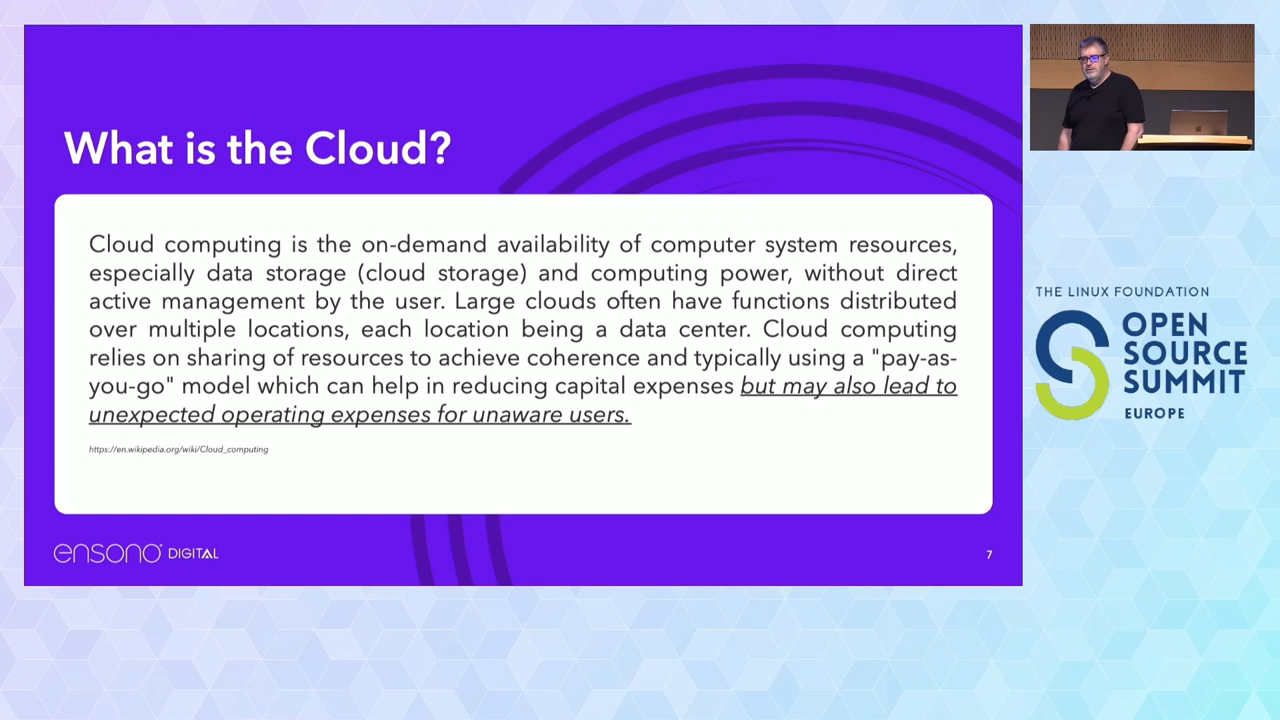 What is the Cloud?
Cloud computing is the on-demand availability of computer system resources,
especially data storage (cloud storage) and computing power, without direct
active management by the user. Large clouds often have functions distributed
over multiple locations, each location being a data center. Cloud computing
relies on sharing of resources to achieve coherence and typically using a "pay-as-
you-go" model which can help in reducing capital expenses but may also lead to
unexpected operating expenses for unaware users.
https://en.wikipedia.org/wiki/Cloud_computing
ensono DIGITAL
7
THE LINUX FOUNDATION
OPEN
SOURCE
SUMMIT
EUROPE